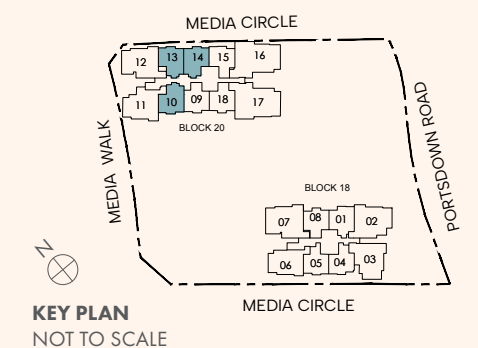 MEDIA CIRCLE
12 13 14 15 16
11 10 09 18 17
BLOCK 20
MEDIA WALK
PORTSDOWN ROAD
BLOCK 18
07 08 01 02
06 05 04 03
N
MEDIA CIRCLE
KEY PLAN
NOT TO SCALE